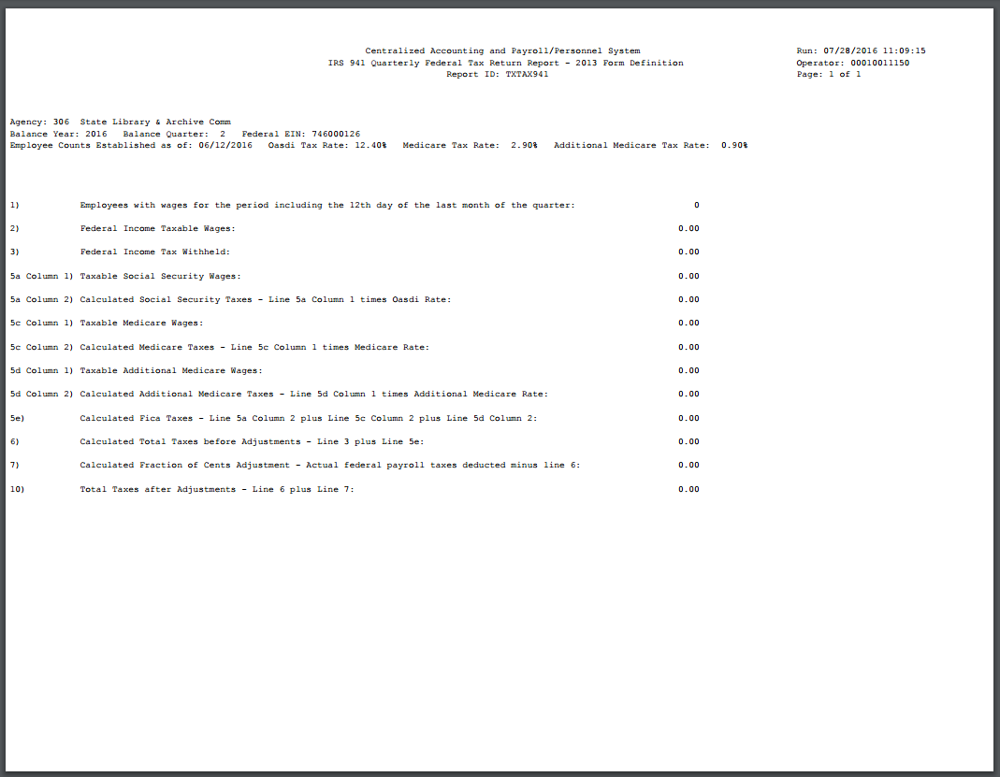 Centralized Accounting and Payroll/Personnel System Run: 07/28/2016 11:09:15
IRS 941 Quarterly Federal Tax Return Report - 2013 Form Definition Operator: 00010011150
Report ID: TXTAX941 Page: 1 of 1
Agency: 306 State Library & Archive Comm
Balance Year: 2016 Balance Quarter: 2 Federal EIN: 746000126
Employee Counts Established as of: 06/12/2016 Oasdi Tax Rate: 12.40% Medicare Tax Rate: 2.90% Additional Medicare Tax Rate: 0.90%
1) Employees with wages for the period including the 12th day of the last month of the quarter: 0
2) Federal Income Taxable Wages: 0.00
3) Federal Income Tax Withheld: 0.00
5a Column 1) Taxable Social Security Wages: 0.00
5a Column 2) Calculated Social Security Taxes - Line 5a Column 1 times Oasdi Rate: 0.00
5c Column 1) Taxable Medicare Wages: 0.00
5c Column 2) Calculated Medicare Taxes - Line 5c Column 1 times Medicare Rate: 0.00
5d Column 1) Taxable Additional Medicare Wages: 0.00
5d Column 2) Calculated Additional Medicare Taxes - Line 5d Column 1 times Additional Medicare Rate: 0.00
5e) Calculated Fica Taxes - Line 5a Column 2 plus Line 5c Column 2 plus Line 5d Column 2: 0.00
6) Calculated Total Taxes before Adjustments - Line 3 plus Line 5e: 0.00
7) Calculated Fraction of Cents Adjustment - Actual federal payroll taxes deducted minus line 6: 0.00
10) Total Taxes after Adjustments - Line 6 plus Line 7: 0.00